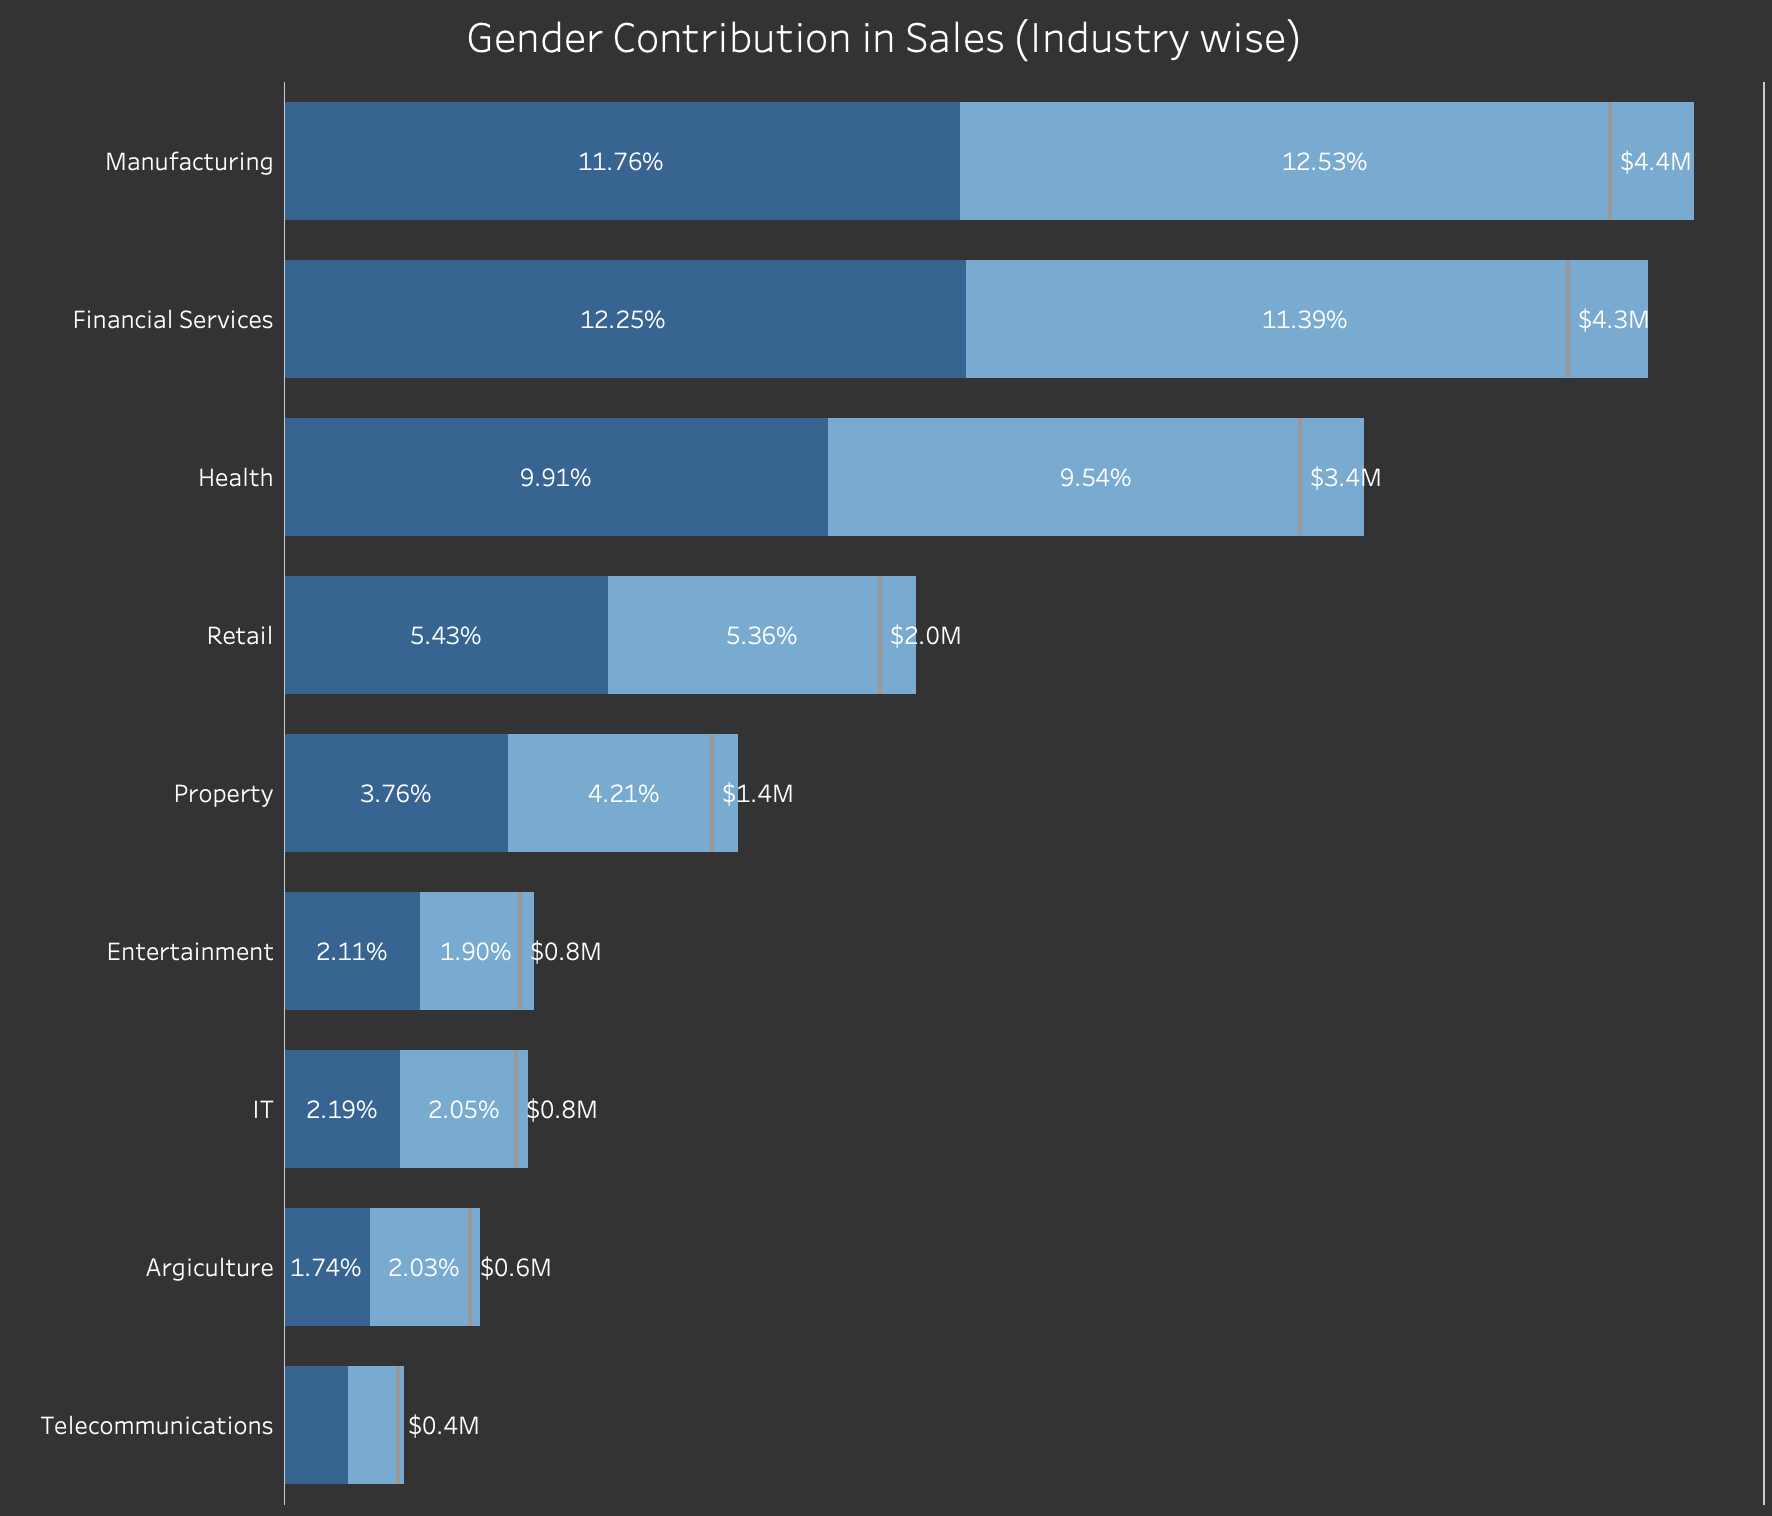 Gender Contribution in Sales (Industry wise)
Manufacturing 11.76% 12.53% $4.4M
Financial Services 12.25% 11.39% $4.3M
Health 9.91% 9.54% $3.4M
Retail 5.43% 5.36% $2.0M
Property 3.76% 4.21% $1.4M
Entertainment 2.11% 1.90% $0.8M
IT 2.19% 2.05% $0.8M
Argiculture 1.74% 2.03% $0.6M
Telecommunications $0.4M